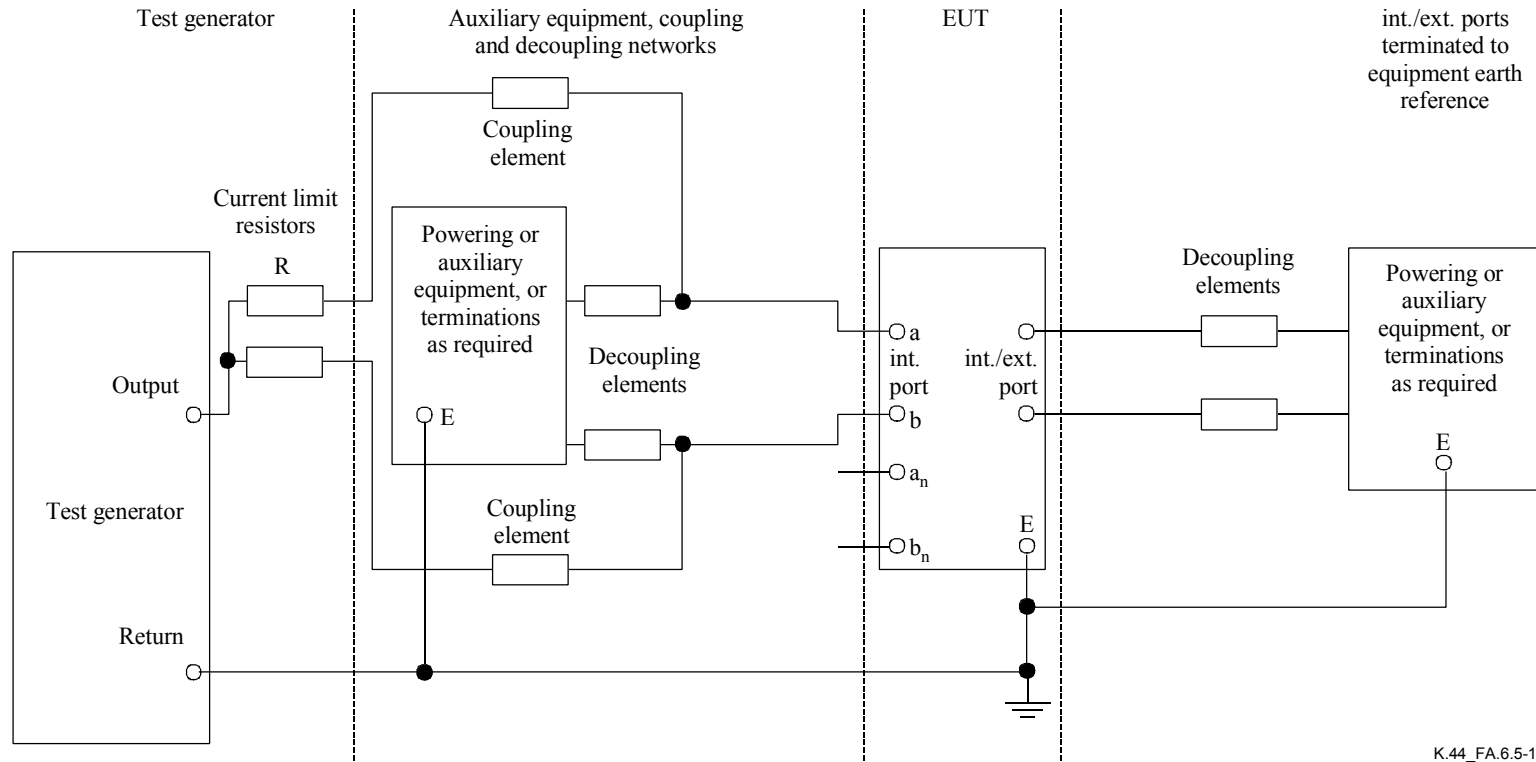 Test generator
Auxiliary equipment, coupling
and decoupling networks
EUT
int./ext. ports
terminated to
equipment earth
reference
Coupling
element
Current limit
resistors
R
Powering or
auxiliary
equipment, or
terminations
as required
Decoupling
elements
E
Output
Test generator
Return
Coupling
element
a
int.
port
b
aₙ
bₙ
int./ext.
port
E
Decoupling
elements
Powering or
auxiliary
equipment, or
terminations
as required
E
K.44_FA.6.5-1